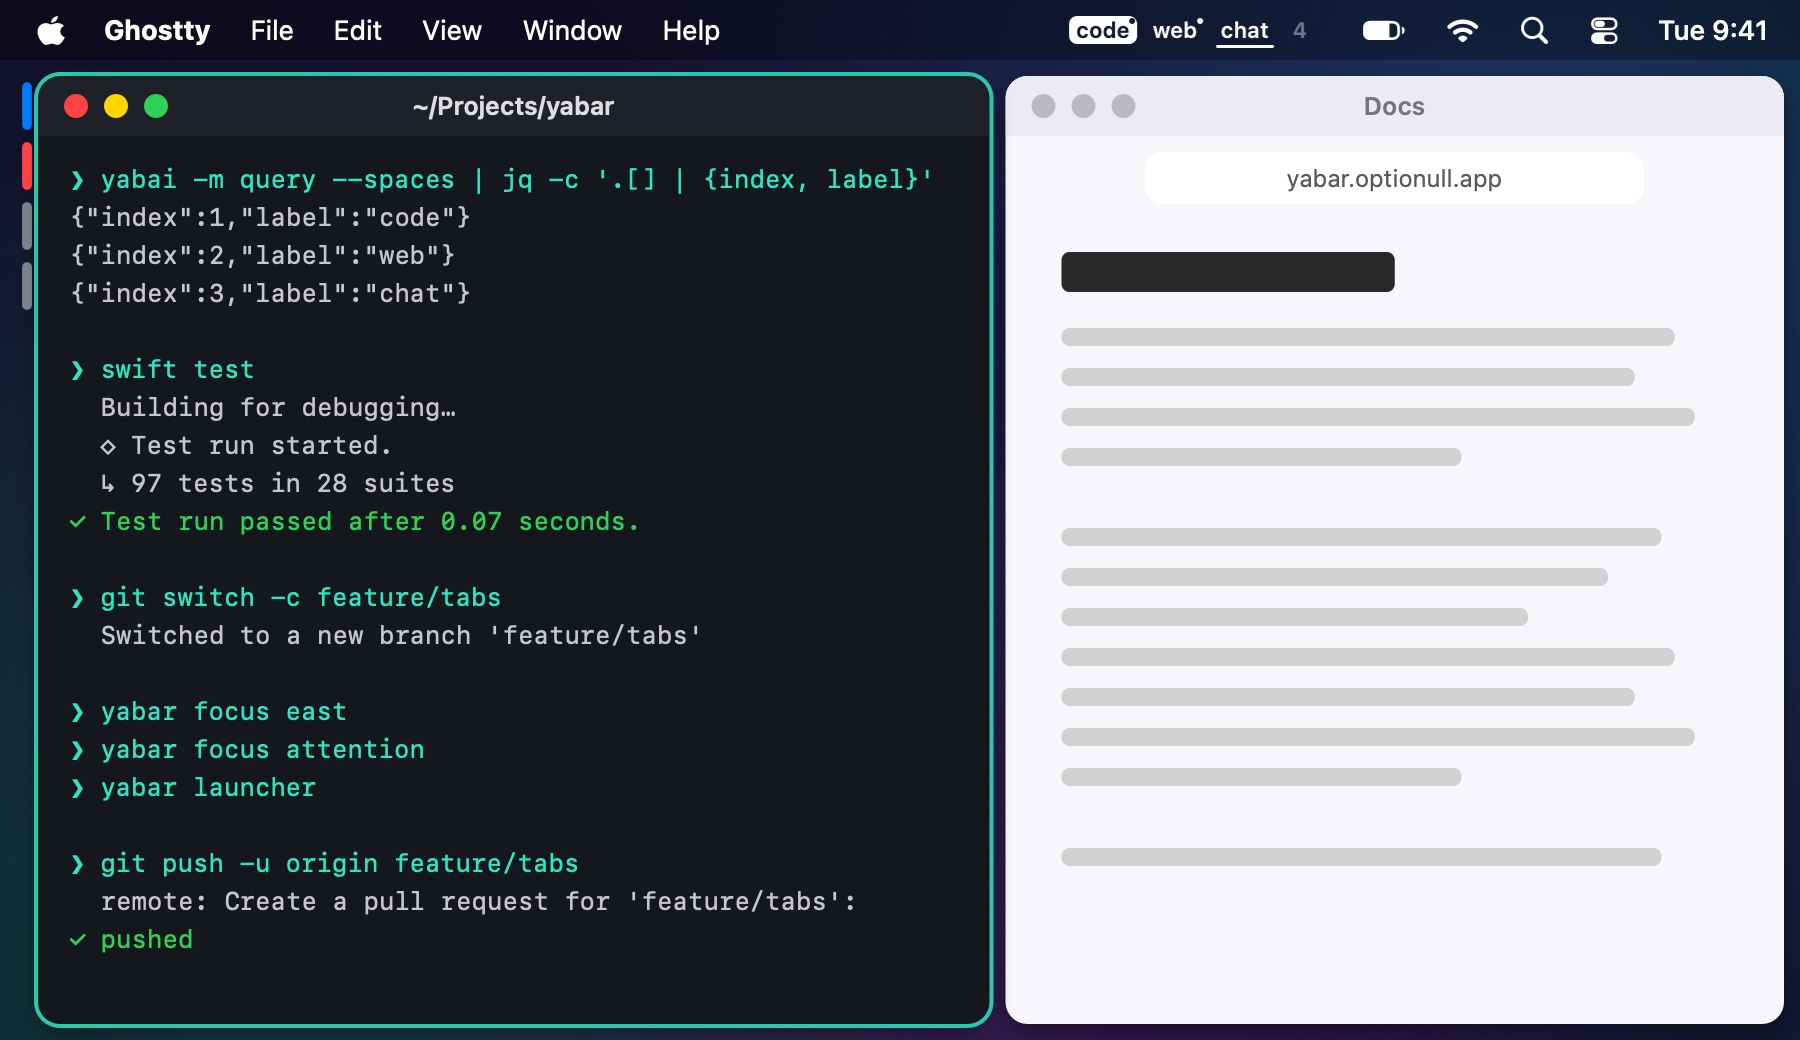 Ghostty File Edit View Window Help code web chat 4 Tue 9:41
~/Projects/yabar
❯ yabai -m query --spaces | jq -c '.[] | {index, label}'
{"index":1,"label":"code"}
{"index":2,"label":"web"}
{"index":3,"label":"chat"}
❯ swift test
Building for debugging…
◇ Test run started.
↳ 97 tests in 28 suites
✓ Test run passed after 0.07 seconds.
❯ git switch -c feature/tabs
Switched to a new branch 'feature/tabs'
❯ yabar focus east
❯ yabar focus attention
❯ yabar launcher
❯ git push -u origin feature/tabs
remote: Create a pull request for 'feature/tabs':
✓ pushed
Docs
yabar.optionull.app